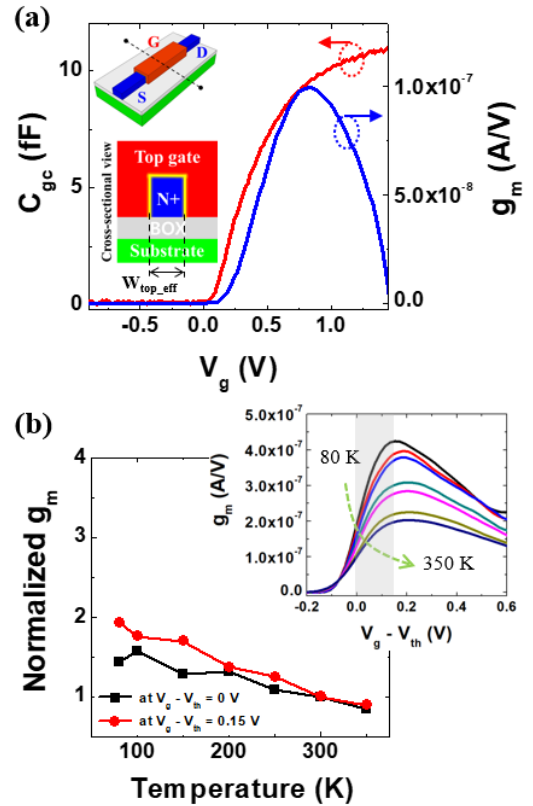 (a)
G
D
S
Cross-sectional view
Top gate
N+
BOX
Substrate
W_top_eff
C_gc (fF)
10
5
0
1.0x10^-7
5.0x10^-8
0.0
g_m (A/V)
-0.5 0.0 0.5 1.0
V_g (V)
(b)
Normalized g_m
4
3
2
1
at V_g - V_th = 0 V
at V_g - V_th = 0.15 V
100 200 300
Temperature (K)
g_m (A/V)
5.0x10^-7
4.0x10^-7
3.0x10^-7
2.0x10^-7
1.0x10^-7
0.0
80 K
350 K
-0.2 0.0 0.2 0.4 0.6
V_g - V_th (V)